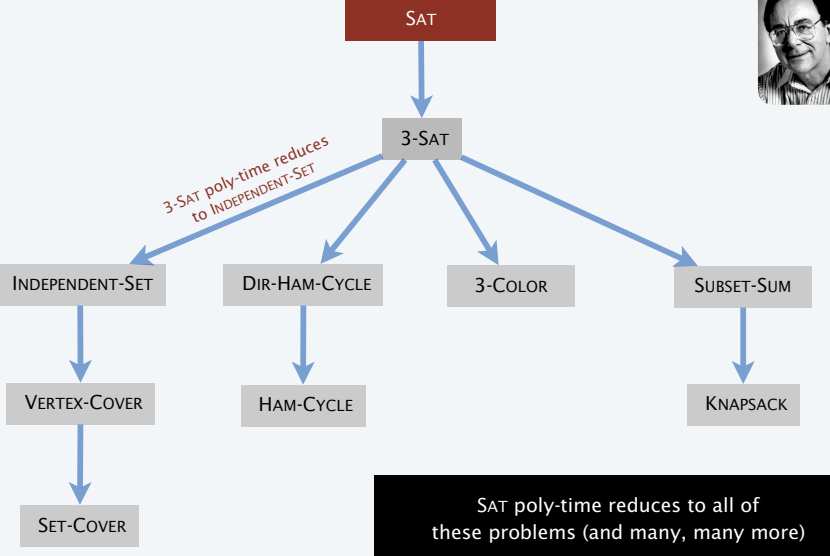 SAT
3-SAT
3-SAT poly-time reduces
to INDEPENDENT-SET
INDEPENDENT-SET
DIR-HAM-CYCLE
3-COLOR
SUBSET-SUM
VERTEX-COVER
HAM-CYCLE
KNAPSACK
SET-COVER
SAT poly-time reduces to all of
these problems (and many, many more)